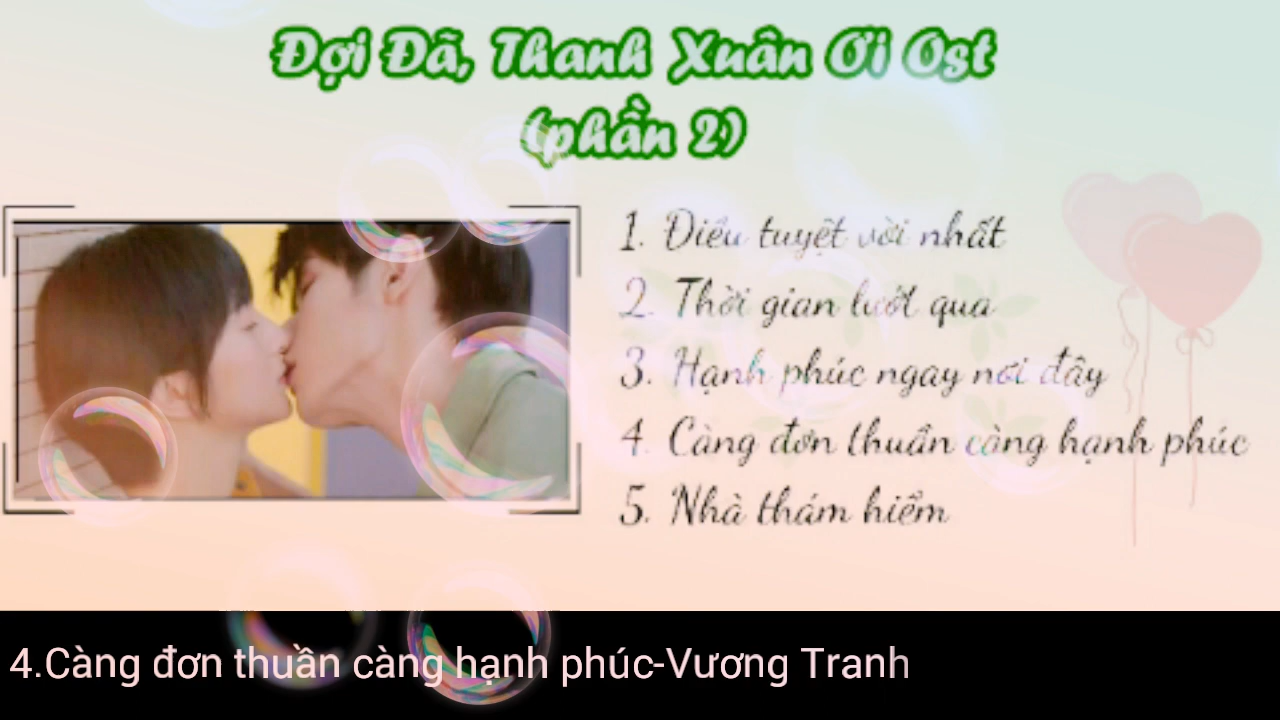 Đợi Đã, Thanh Xuân Ơi Ost
(phần 2)
1. Điều tuyệt vời nhất
2. Thời gian lướt qua
3. Hạnh phúc ngay nơi đây
4. Càng đơn thuần càng hạnh phúc
5. Nhà thám hiểm
4.Càng đơn thuần càng hạnh phúc-Vương Tranh